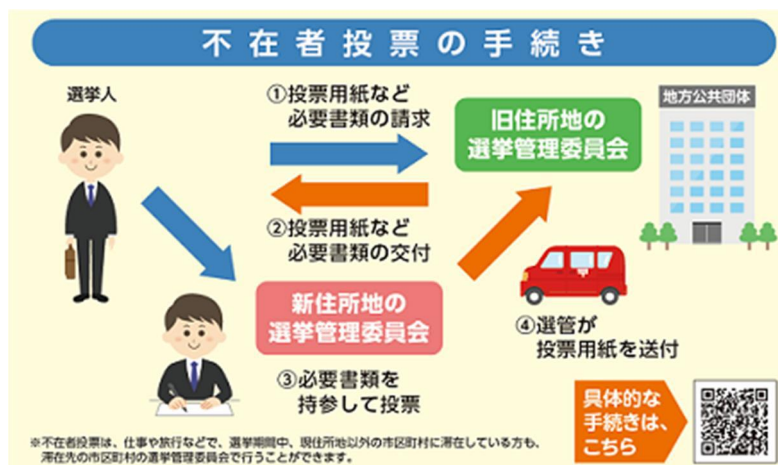 不在者投票の手続き
選挙人
①投票用紙など
必要書類の請求
旧住所地の
選挙管理委員会
地方公共団体
②投票用紙など
必要書類の交付
新住所地の
選挙管理委員会
③必要書類を
持参して投票
④選管が
投票用紙を送付
具体的な
手続きは、
こちら
※不在者投票は、仕事や旅行などで、選挙期間中、現住所地以外の市区町村に滞在している方も、
滞在先の市区町村の選挙管理委員会で行うことができます。